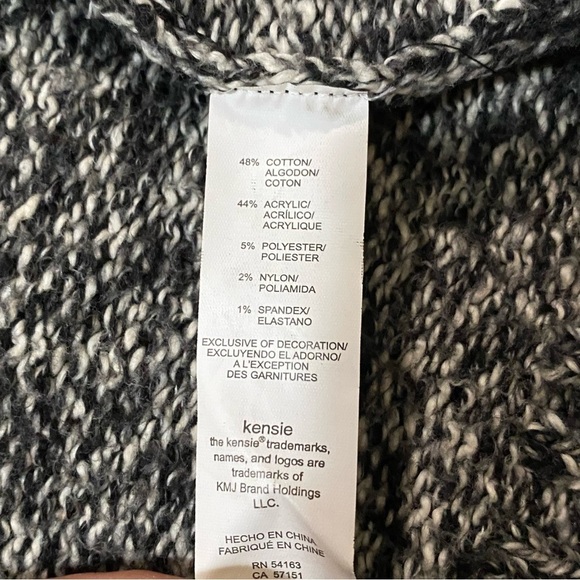 48% COTTON/
ALGODON/
COTON
44% ACRYLIC/
ACRÍLICO/
ACRYLIQUE
5% POLYESTER/
POLIESTER
2% NYLON/
POLIAMIDA
1% SPANDEX/
ELASTANO
EXCLUSIVE OF DECORATION/
EXCLUYENDO EL ADORNO/
A L'EXCEPTION
DES GARNITURES
kensie
the kensie® trademarks,
names, and logos are
trademarks of
KMJ Brand Holdings
LLC.
HECHO EN CHINA
FABRIQUÉ EN CHINE
RN 54163
CA 57151